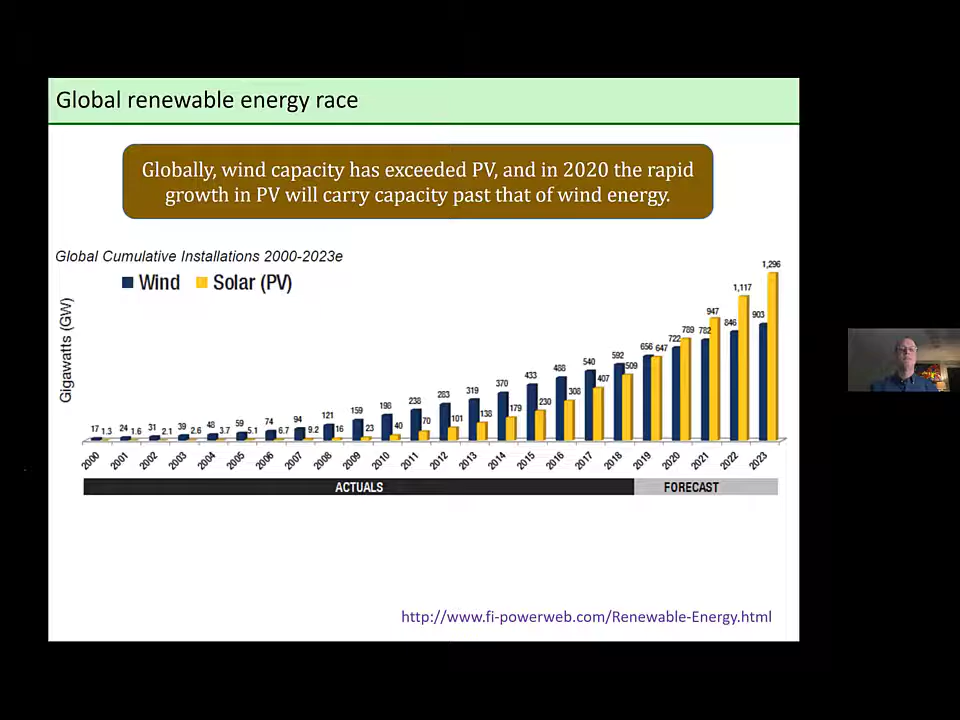 Global renewable energy race
Globally, wind capacity has exceeded PV, and in 2020 the rapid
growth in PV will carry capacity past that of wind energy.
Global Cumulative Installations 2000-2023e
Wind Solar (PV)
Gigawatts (GW)
17 1.3 24 1.6 31 2.1 39 2.6 48 3.7 59 5.1 74 6.7 94 9.2 121 16 159 23 198 40 238 70 283 101 319 138 370 179 433 230 488 308 540 407 592 509 656 647 722 789 782 947 846 1,117 903 1,296
2000 2001 2002 2003 2004 2005 2006 2007 2008 2009 2010 2011 2012 2013 2014 2015 2016 2017 2018 2019 2020 2021 2022 2023
ACTUALS FORECAST
http://www.fi-powerweb.com/Renewable-Energy.html